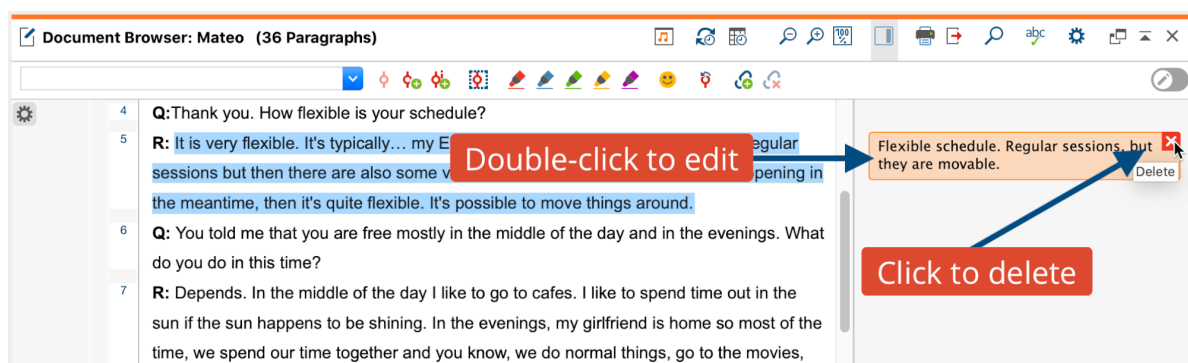 Document Browser: Mateo (36 Paragraphs)
100%
abc
4 Q:Thank you. How flexible is your schedule?
5 R: It is very flexible. It's typically… my E egular
sessions but then there are also some v pening in
the meantime, then it's quite flexible. It's possible to move things around.
Double-click to edit
Flexible schedule. Regular sessions, but
they are movable.
Delete
Click to delete
6 Q: You told me that you are free mostly in the middle of the day and in the evenings. What
do you do in this time?
7 R: Depends. In the middle of the day I like to go to cafes. I like to spend time out in the
sun if the sun happens to be shining. In the evenings, my girlfriend is home so most of the
time, we spend our time together and you know, we do normal things, go to the movies,